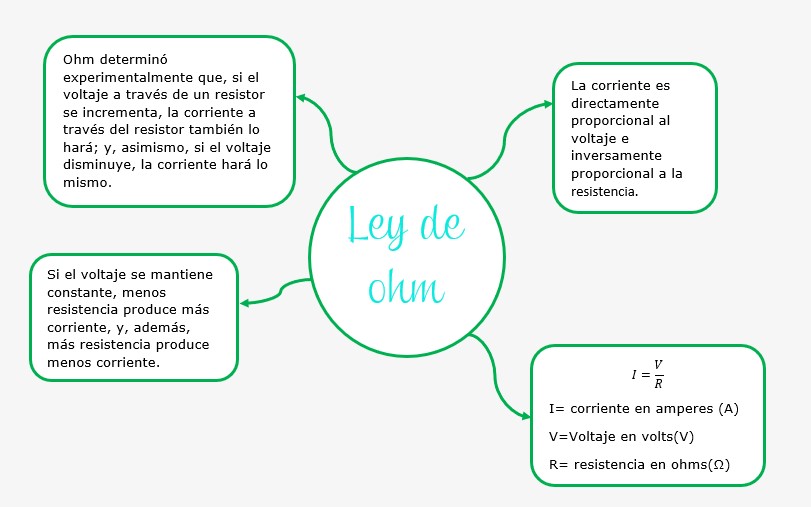 Ohm determinó
experimentalmente que, si el
voltaje a través de un resistor
se incrementa, la corriente a
través del resistor también lo
hará; y, asimismo, si el voltaje
disminuye, la corriente hará lo
mismo.
La corriente es
directamente
proporcional al
voltaje e
inversamente
proporcional a la
resistencia.
Ley de
ohm
Si el voltaje se mantiene
constante, menos
resistencia produce más
corriente, y, además,
más resistencia produce
menos corriente.
I = V/R
I= corriente en amperes (A)
V=Voltaje en volts(V)
R= resistencia en ohms(Ω)